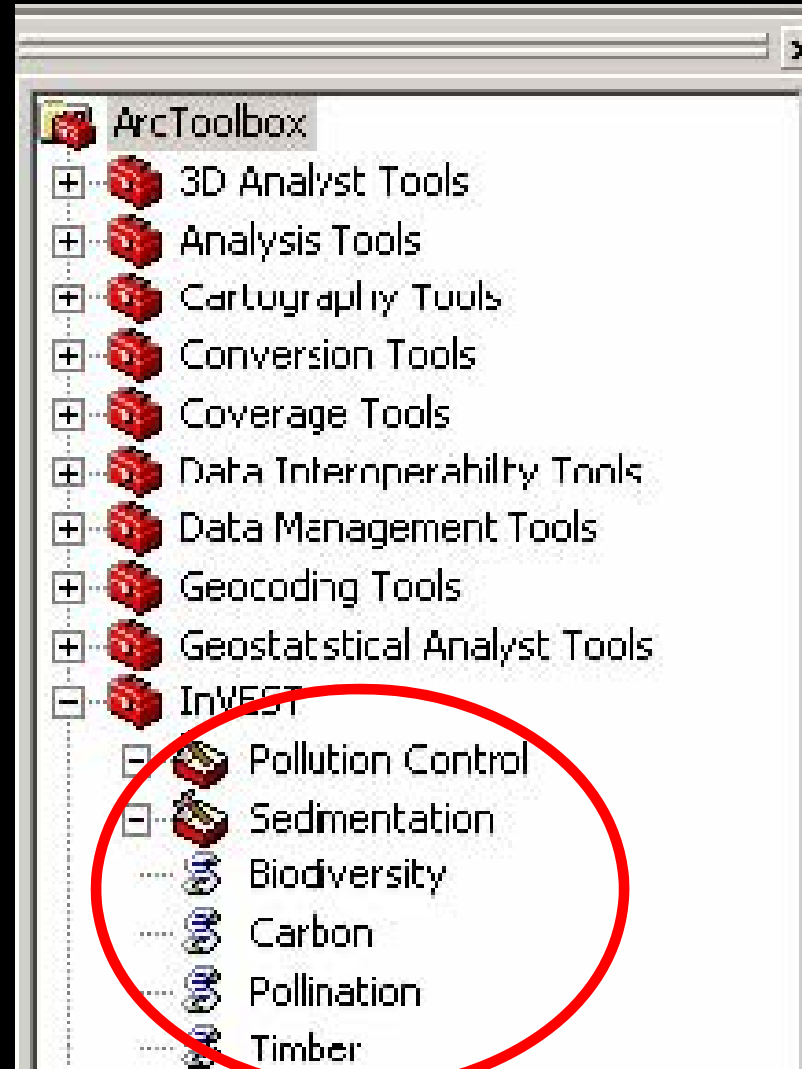 ArcToolbox
3D Analyst Tools
Analysis Tools
Cartography Tools
Conversion Tools
Coverage Tools
Data Interoperabilty Tools
Data Management Tools
Geocoding Tools
Geostatistical Analyst Tools
InVEST
Pollution Control
Sedimentation
Biodiversity
Carbon
Pollination
Timber